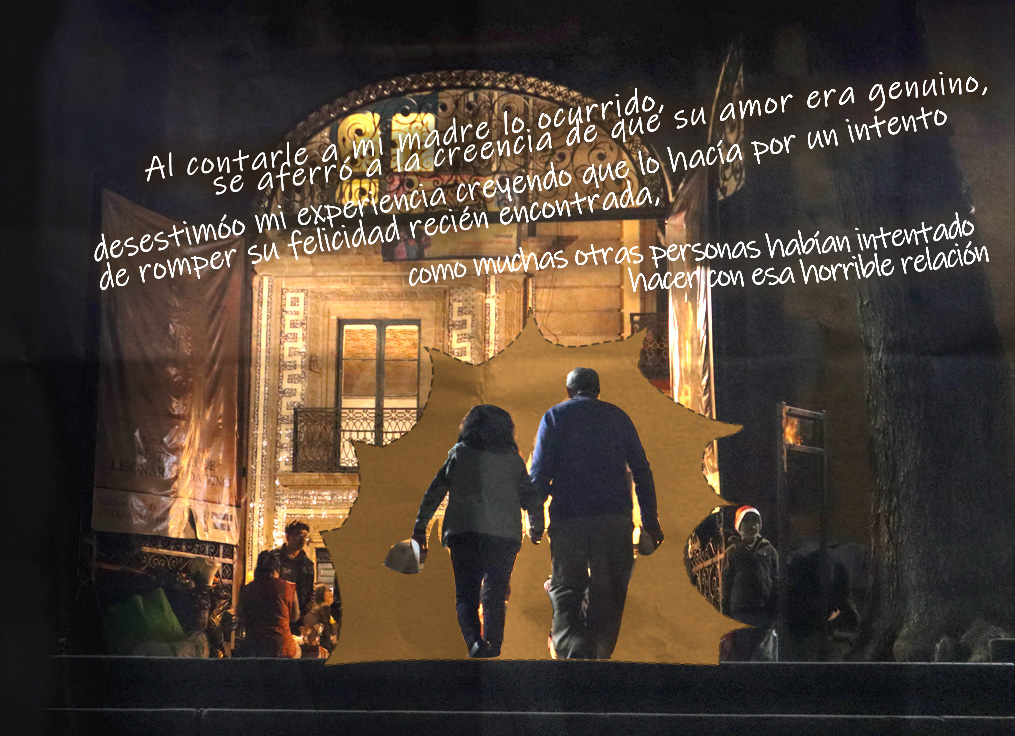 Al contarle a mi madre lo ocurrido,
se aferró a la creencia de que su amor era genuino,
desestimóo mi experiencia creyendo que lo hacía por un intento
de romper su felicidad recién encontrada,
como muchas otras personas habían intentado
hacer con esa horrible relación